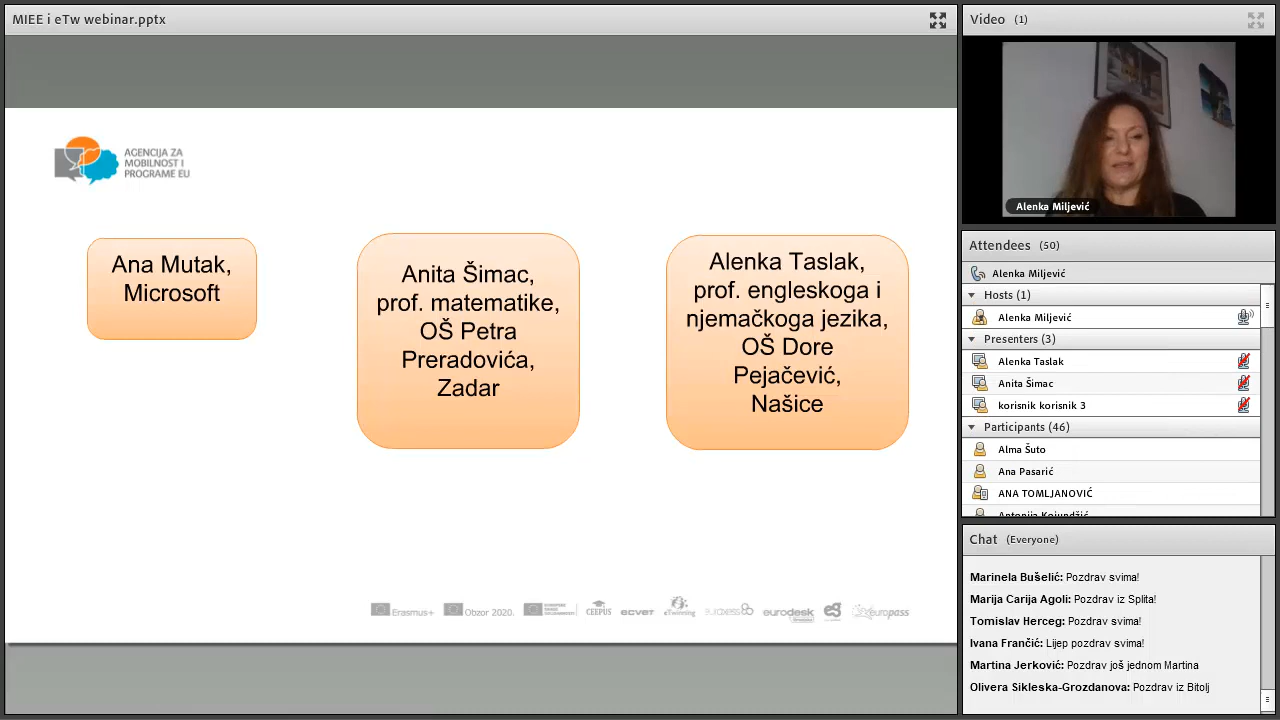 MIEE i eTw webinar.pptx
AGENCIJA ZA
MOBILNOST I
PROGRAME EU
Ana Mutak,
Microsoft
Anita Šimac,
prof. matematike,
OŠ Petra
Preradovića,
Zadar
Alenka Taslak,
prof. engleskoga i
njemačkoga jezika,
OŠ Dore
Pejačević,
Našice
Erasmus+
Obzor 2020.
CEEPUS
ECVET
eTwinning
euraxess
eurodesk
europass
Video (1)
Alenka Miljević
Attendees (50)
Alenka Miljević
Hosts (1)
Alenka Miljević
Presenters (3)
Alenka Taslak
Anita Šimac
korisnik korisnik 3
Participants (46)
Alma Šuto
Ana Pasarić
ANA TOMLJANOVIĆ
Antonija Kojundžić
Chat (Everyone)
Marinela Bušelić: Pozdrav svima!
Marija Carija Agoli: Pozdrav iz Splita!
Tomislav Herceg: Pozdrav svima!
Ivana Frančić: Lijep pozdrav svima!
Martina Jerković: Pozdrav još jednom Martina
Olivera Sikleska-Grozdanova: Pozdrav iz Bitolj